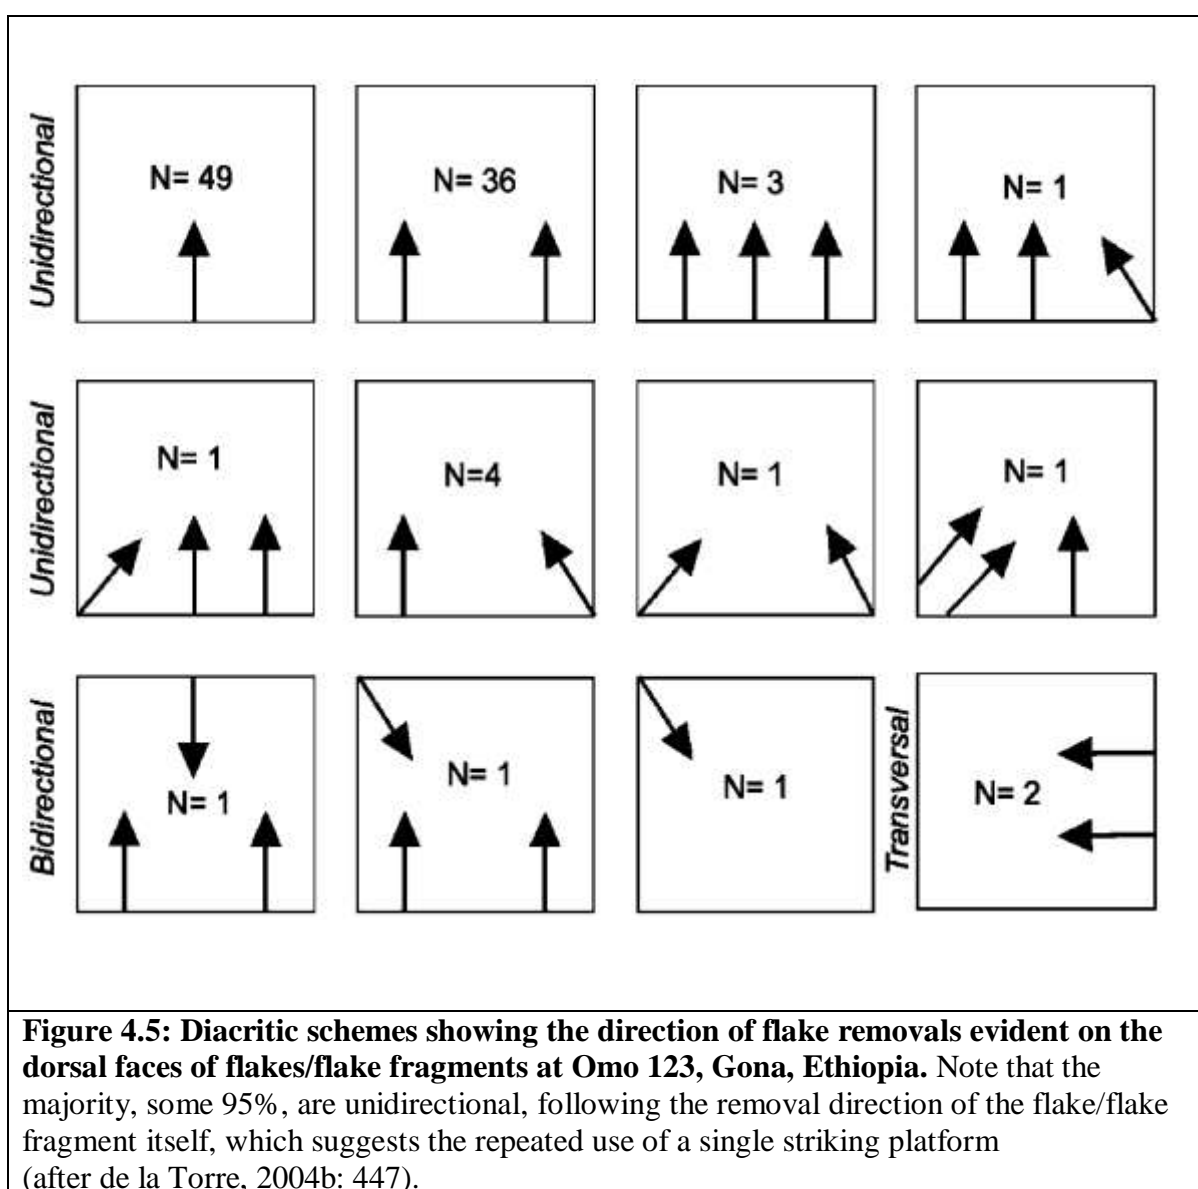 Unidirectional
N= 49
N= 36
N= 3
N= 1
Unidirectional
N= 1
N=4
N= 1
N= 1
Bidirectional
N= 1
N= 1
N= 1
Transversal
N= 2
Figure 4.5: Diacritic schemes showing the direction of flake removals evident on the
dorsal faces of flakes/flake fragments at Omo 123, Gona, Ethiopia. Note that the
majority, some 95%, are unidirectional, following the removal direction of the flake/flake
fragment itself, which suggests the repeated use of a single striking platform
(after de la Torre, 2004b: 447).